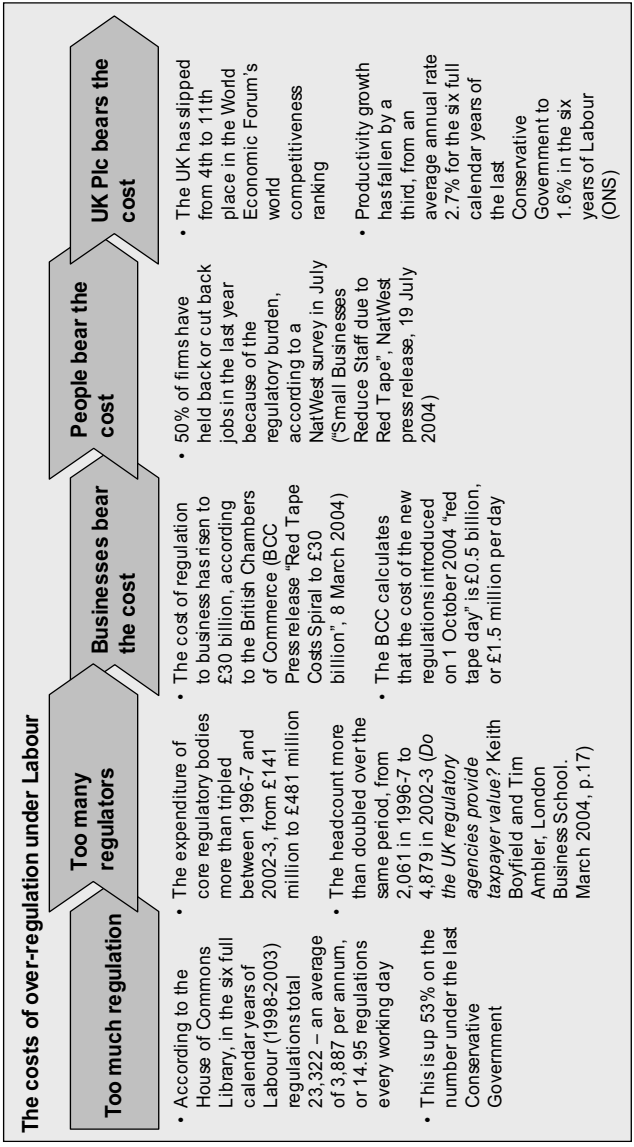 The costs of over-regulation under Labour
Too much regulation
• According to the
House of Commons
Library, in the six full
calendar years of
Labour (1998-2003)
regulations total
23,322 – an average
of 3,887 per annum,
or 14.95 regulations
every working day
• This is up 53% on the
number under the last
Conservative
Government
Too many
regulators
• The expenditure of
core regulatory bodies
more than tripled
between 1996-7 and
2002-3, from £141
million to £481 million
• The headcount more
than doubled over the
same period, from
2,061 in 1996-7 to
4,879 in 2002-3 (Do
the UK regulatory
agencies provide
taxpayer value? Keith
Boyfield and Tim
Ambler, London
Business School.
March 2004, p.17)
Businesses bear
the cost
• The cost of regulation
to business has risen to
£30 billion, according
to the British Chambers
of Commerce (BCC
Press release “Red Tape
Costs Spiral to £30
billion”, 8 March 2004)
• The BCC calculates
that the cost of the new
regulations introduced
on 1 October 2004 “red
tape day” is £0.5 billion,
or £1.5 million per day
People bear the
cost
• 50% of firms have
held back or cut back
jobs in the last year
because of the
regulatory burden,
according to a
NatWest survey in July
(“Small Businesses
Reduce Staff due to
Red Tape”, NatWest
press release, 19 July
2004)
UK Plc bears the
cost
• The UK has slipped
from 4th to 11th
place in the World
Economic Forum’s
world
competitiveness
ranking
• Productivity growth
has fallen by a
third, from an
average annual rate
2.7% for the six full
calendar years of
the last
Conservative
Government to
1.6% in the six
years of Labour
(ONS)